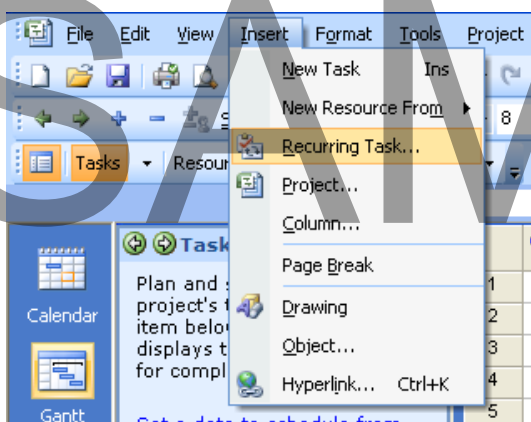 File Edit View Insert Format Tools Project
New Task Ins
New Resource From
8
Recurring Task...
Tasks
Resour
Project...
Column...
Task
Page Break
Plan and
1
project's
Drawing
Calendar
item belo
2
displays t
Object...
3
for compl
Hyperlink... Ctrl+K
4
Gantt
5
SAM